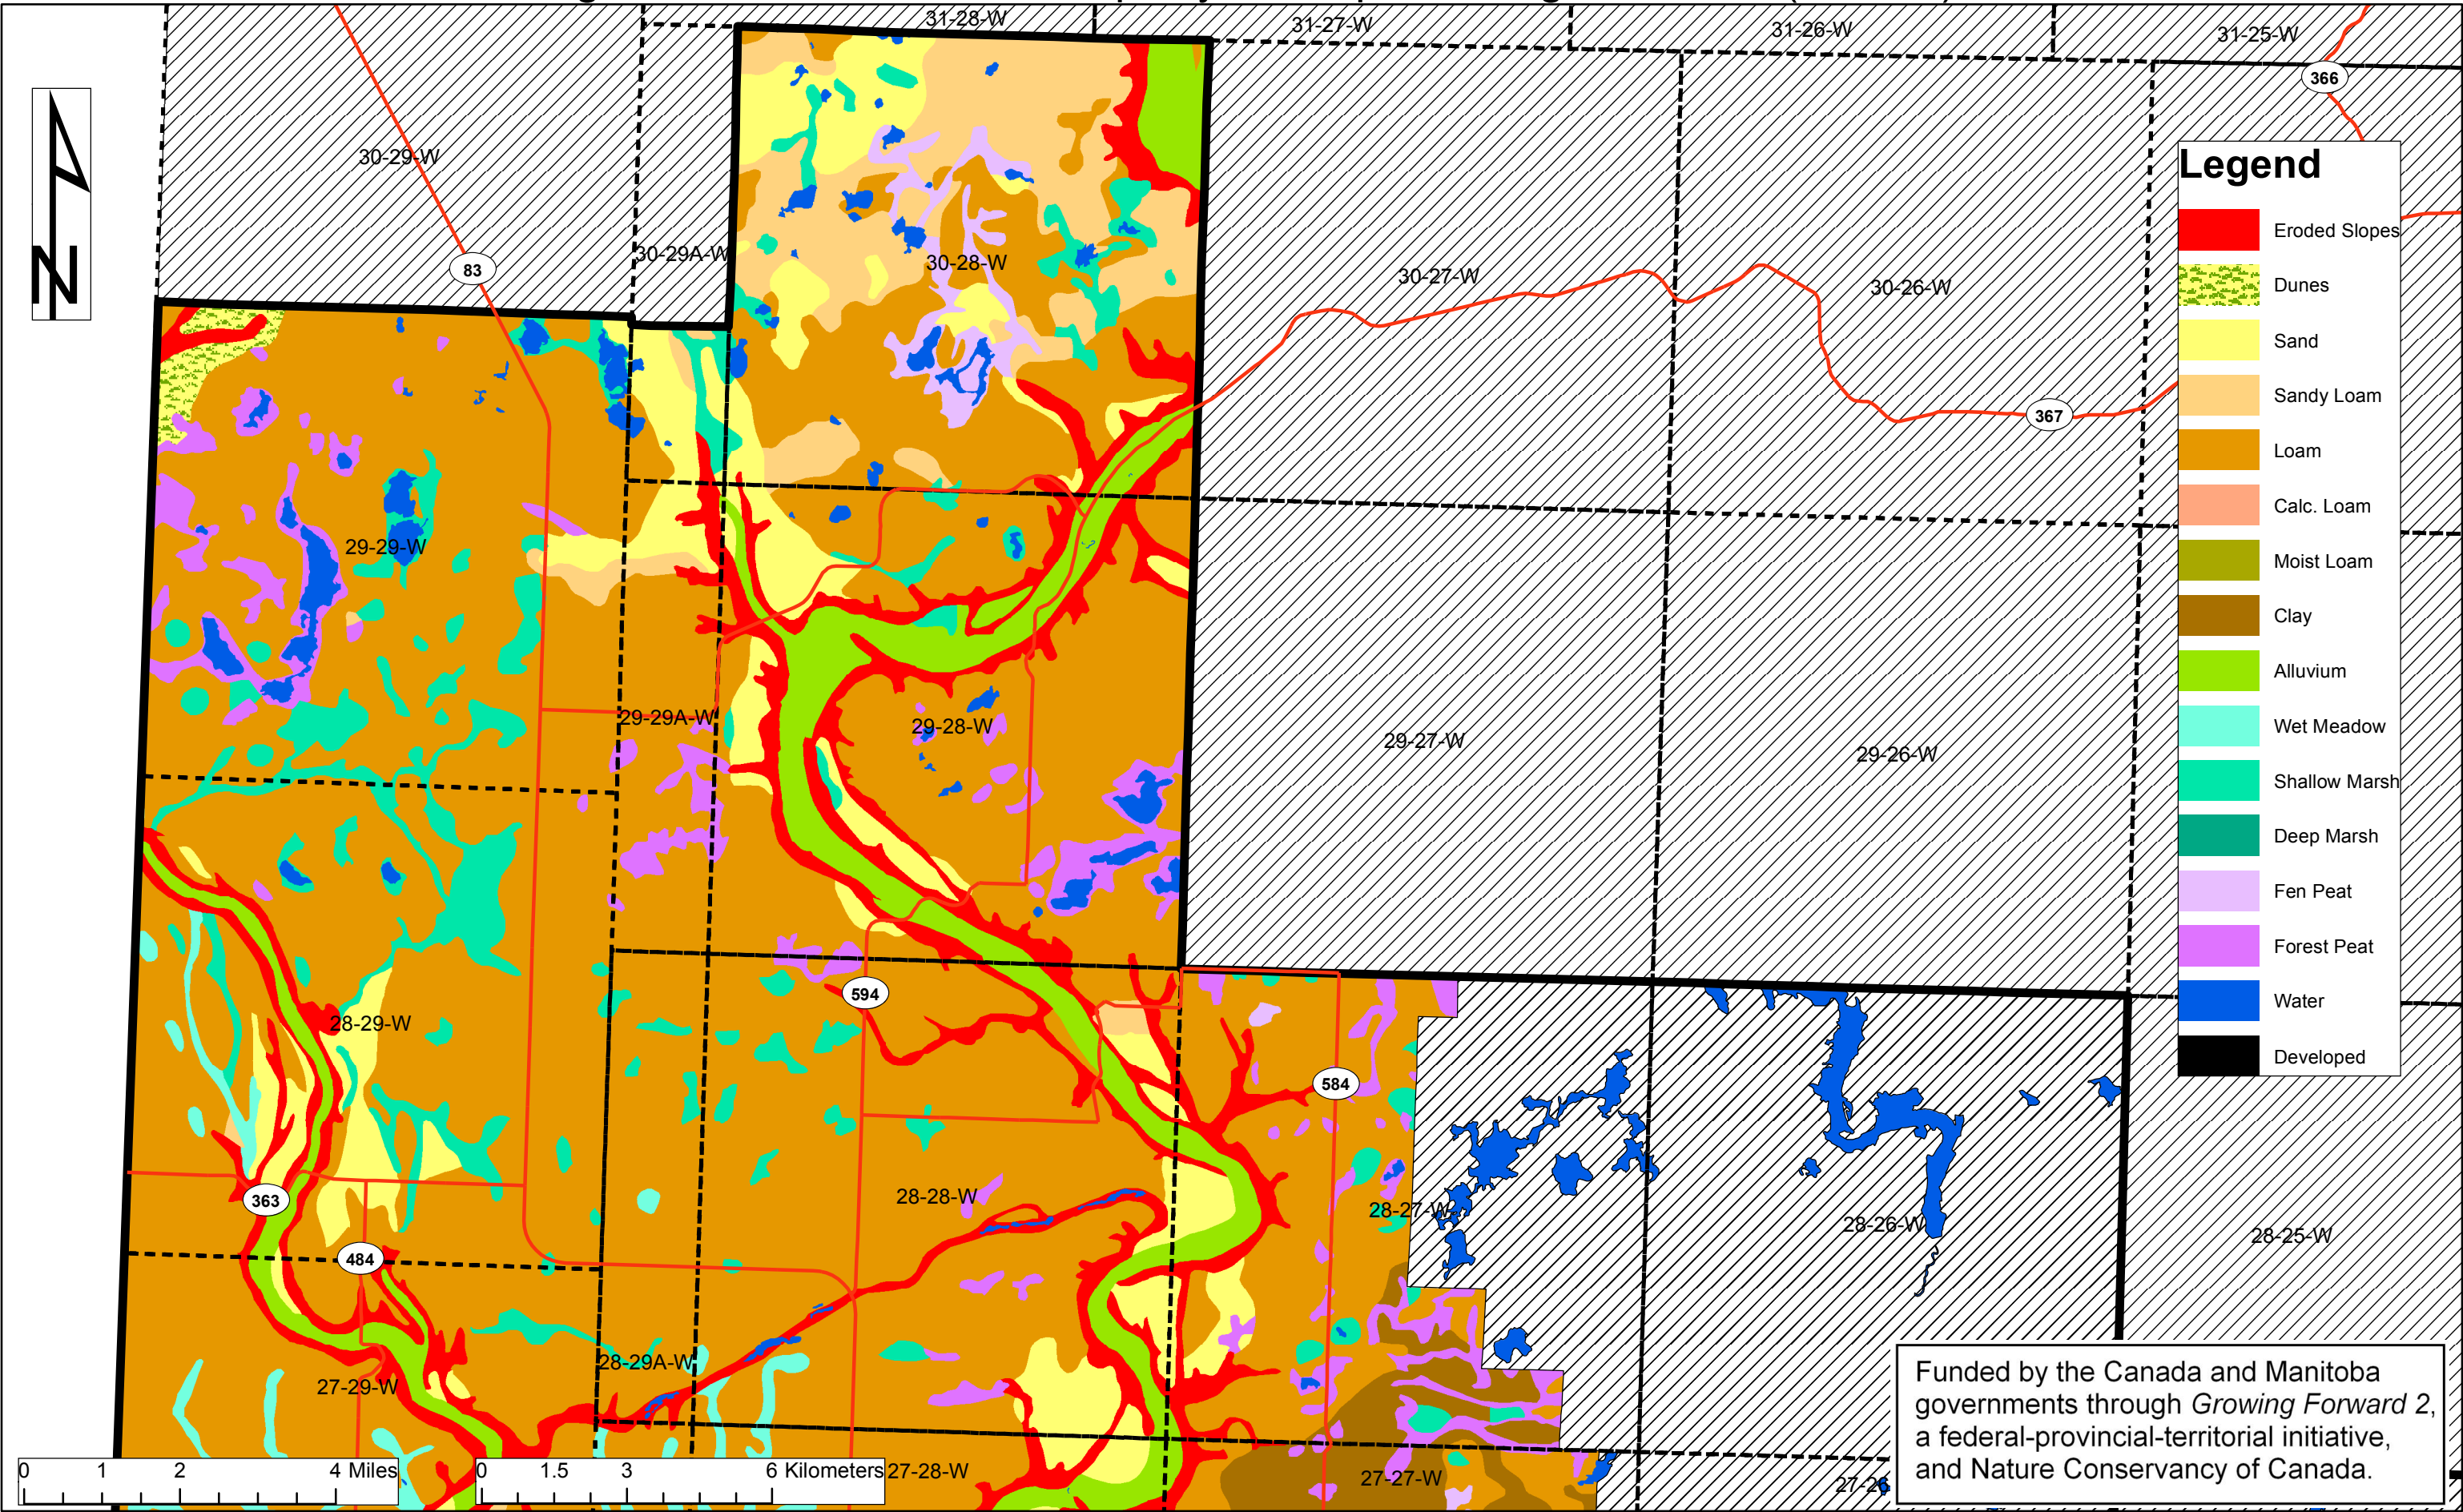 31-28-W
31-27-W
31-26-W
31-25-W
366
30-29-W
Legend
Eroded Slopes
30-29A-W
30-28-W
83
30-27-W
30-26-W
Dunes
Sand
Sandy Loam
367
Loam
Calc. Loam
29-29-W
Moist Loam
Clay
Alluvium
29-29A-W
29-28-W
29-27-W
29-26-W
Wet Meadow
Shallow Marsh
Deep Marsh
Fen Peat
Forest Peat
594
Water
28-29-W
Developed
584
363
28-28-W
28-27-W
28-26-W
28-25-W
484
28-29A-W
27-29-W
Funded by the Canada and Manitoba
governments through Growing Forward 2,
a federal-provincial-territorial initiative,
and Nature Conservancy of Canada.
N
0 1 2 4 Miles
0 1.5 3 6 Kilometers
27-28-W
27-27-W
27-26